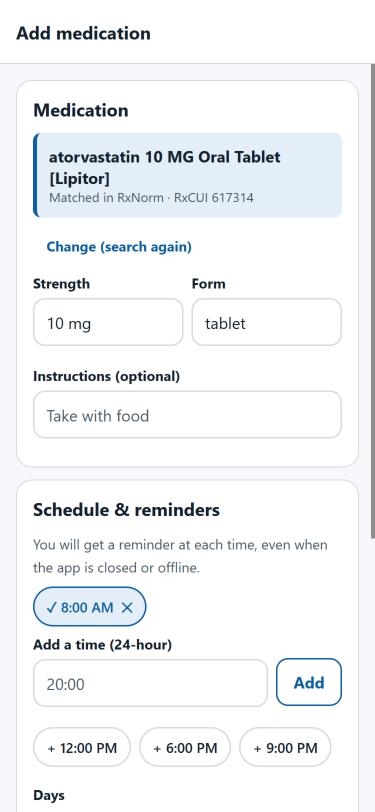 Add medication
Medication
atorvastatin 10 MG Oral Tablet
[Lipitor]
Matched in RxNorm · RxCUI 617314
Change (search again)
Strength
Form
10 mg
tablet
Instructions (optional)
Take with food
Schedule & reminders
You will get a reminder at each time, even when
the app is closed or offline.
✓ 8:00 AM ✕
Add a time (24-hour)
20:00
Add
+ 12:00 PM
+ 6:00 PM
+ 9:00 PM
Days